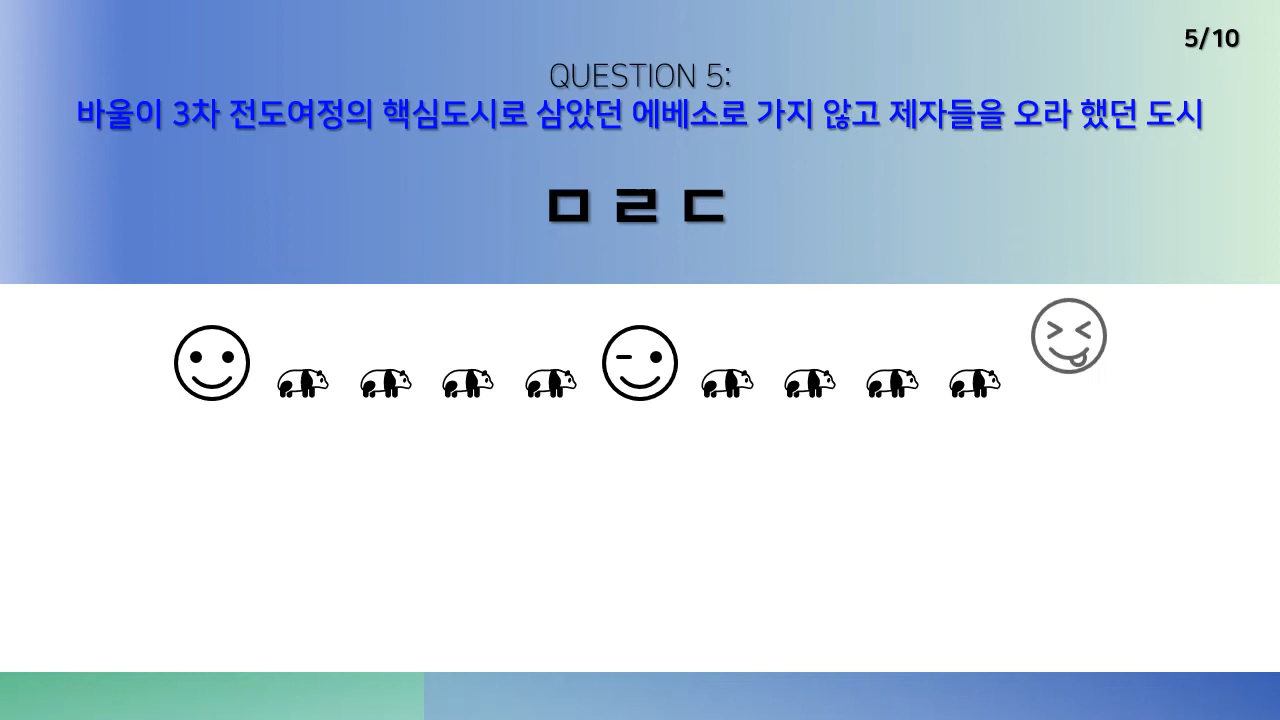 5/10
QUESTION 5:
바울이 3차 전도여정의 핵심도시로 삼았던 에베소로 가지 않고 제자들을 오라 했던 도시
ㅁ ㄹ ㄷ